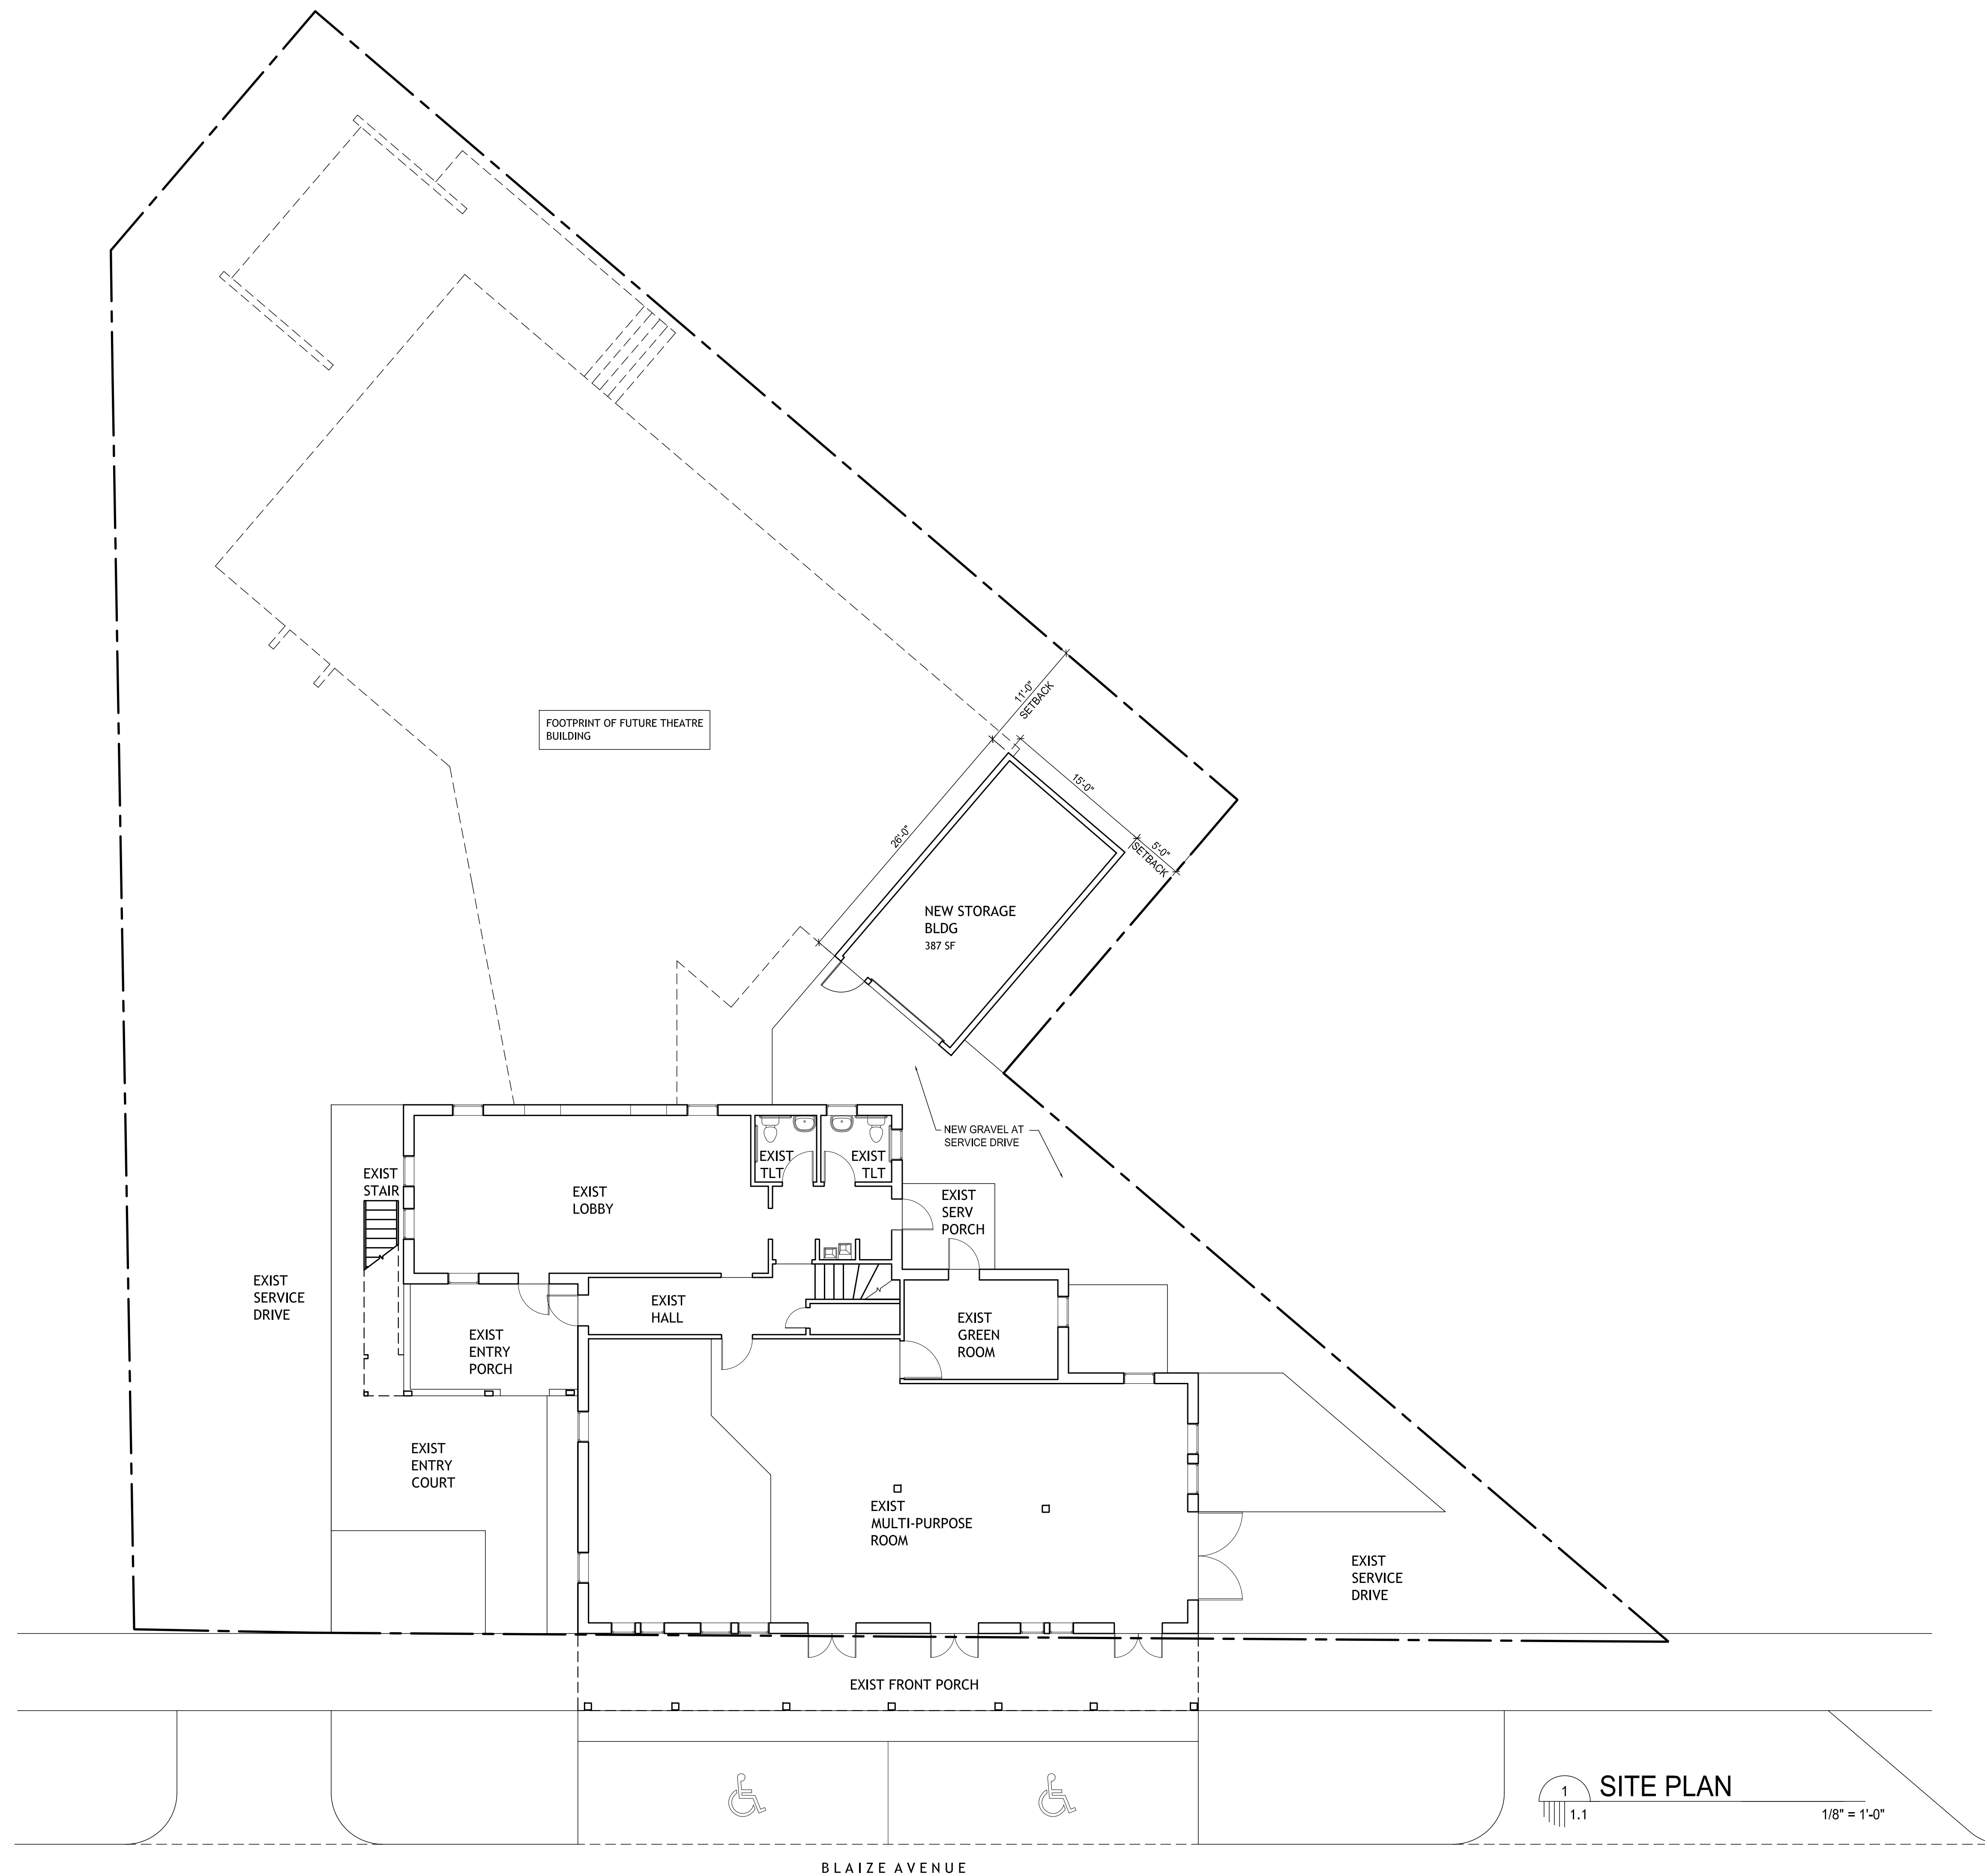 11'-0"
SETBACK
FOOTPRINT OF FUTURE THEATRE
BUILDING
15'-0"
26'-0"
5'-0"
SETBACK
NEW STORAGE
BLDG
387 SF
NEW GRAVEL AT
SERVICE DRIVE
EXIST
TLT
EXIST
TLT
EXIST
STAIR
EXIST
LOBBY
EXIST
SERV
PORCH
EXIST
SERVICE
DRIVE
EXIST
HALL
EXIST
GREEN
ROOM
EXIST
ENTRY
PORCH
EXIST
ENTRY
COURT
EXIST
MULTI-PURPOSE
ROOM
EXIST
SERVICE
DRIVE
EXIST FRONT PORCH
1 SITE PLAN
1.1 1/8" = 1'-0"
BLAIZE AVENUE